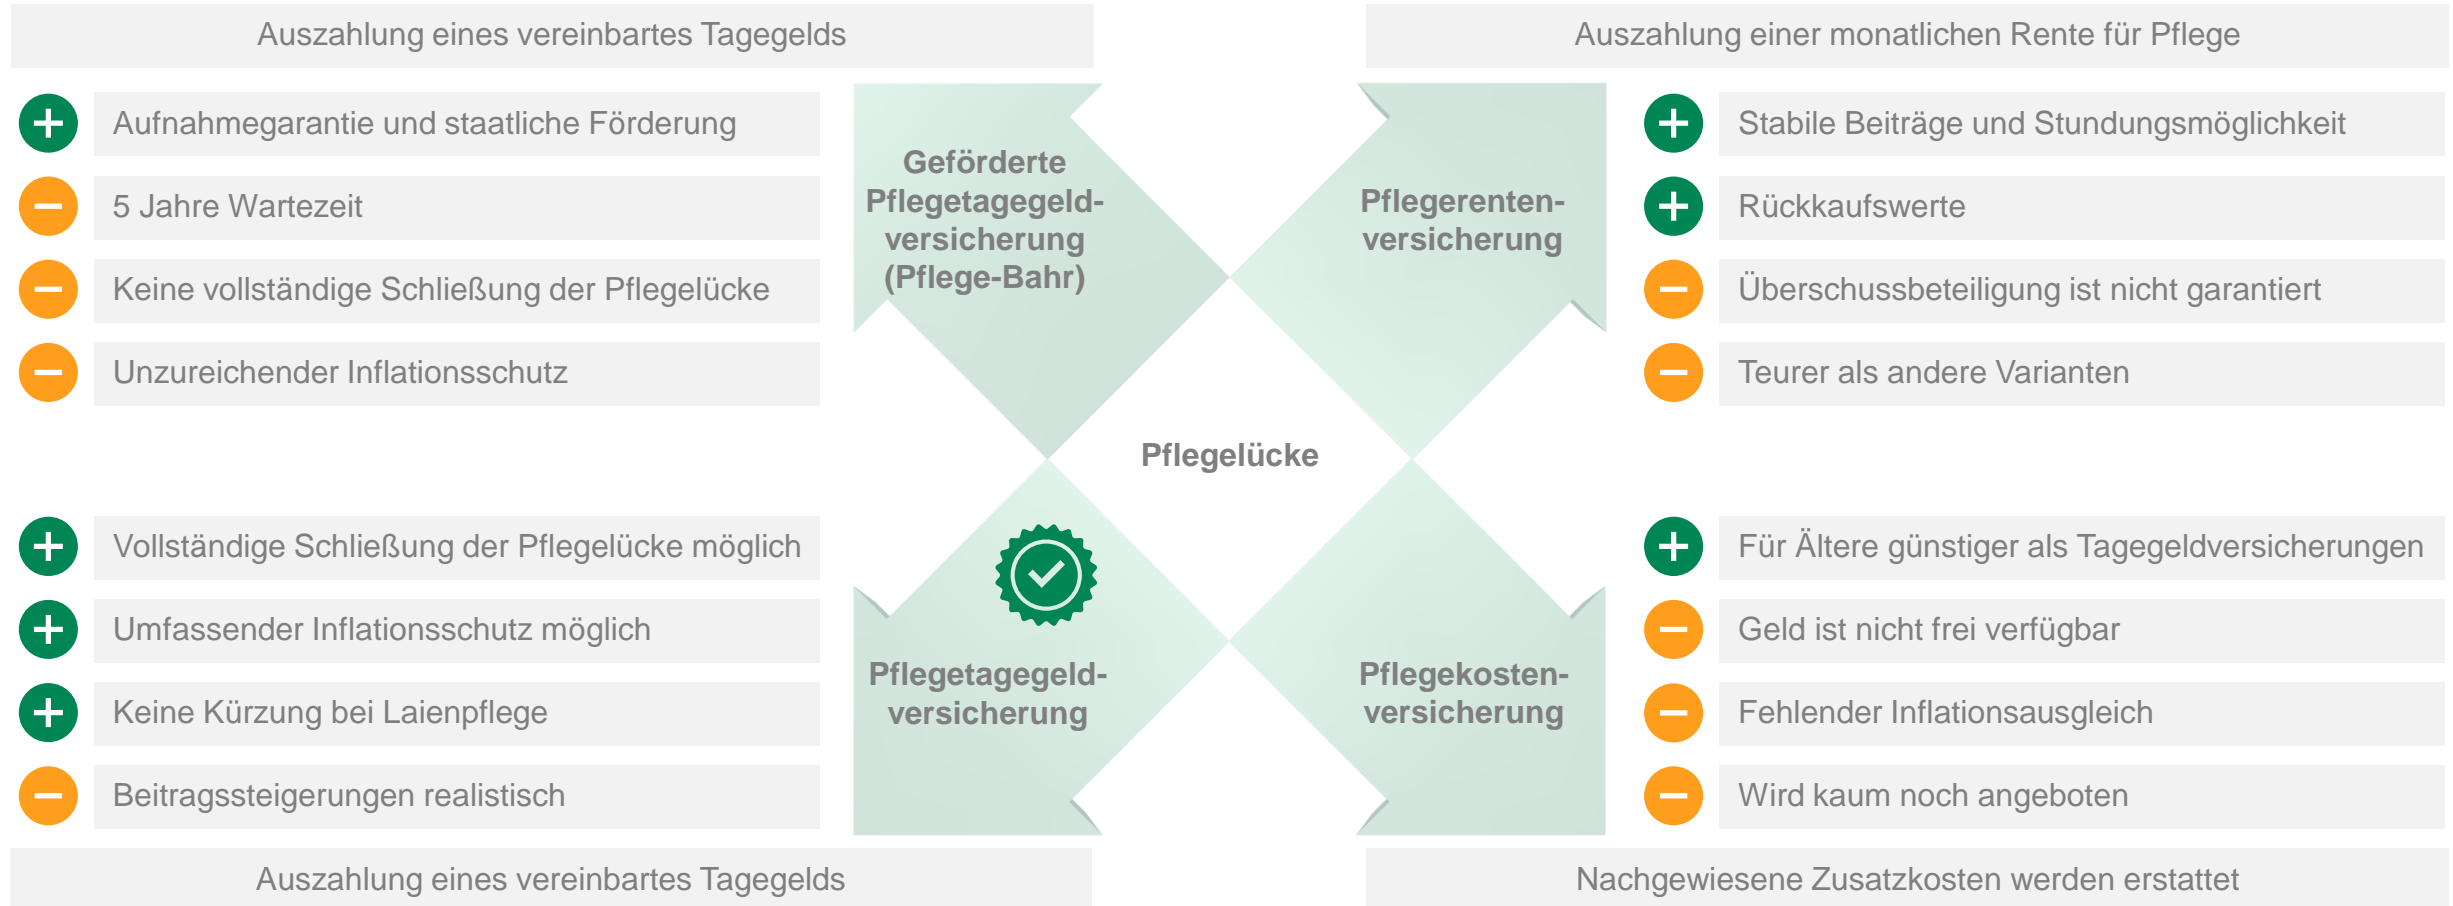 Auszahlung eines vereinbartes Tagegelds
Aufnahmegarantie und staatliche Förderung
5 Jahre Wartezeit
Keine vollständige Schließung der Pflegelücke
Unzureichender Inflationsschutz
Geförderte
Pflegetagegeld-
versicherung
(Pflege-Bahr)
Auszahlung einer monatlichen Rente für Pflege
Pflegerenten-
versicherung
Stabile Beiträge und Stundungsmöglichkeit
Rückkaufswerte
Überschussbeteiligung ist nicht garantiert
Teurer als andere Varianten
Pflegelücke
Vollständige Schließung der Pflegelücke möglich
Umfassender Inflationsschutz möglich
Keine Kürzung bei Laienpflege
Beitragssteigerungen realistisch
Pflegetagegeld-
versicherung
Auszahlung eines vereinbartes Tagegelds
Pflegekosten-
versicherung
Für Ältere günstiger als Tagegeldversicherungen
Geld ist nicht frei verfügbar
Fehlender Inflationsausgleich
Wird kaum noch angeboten
Nachgewiesene Zusatzkosten werden erstattet